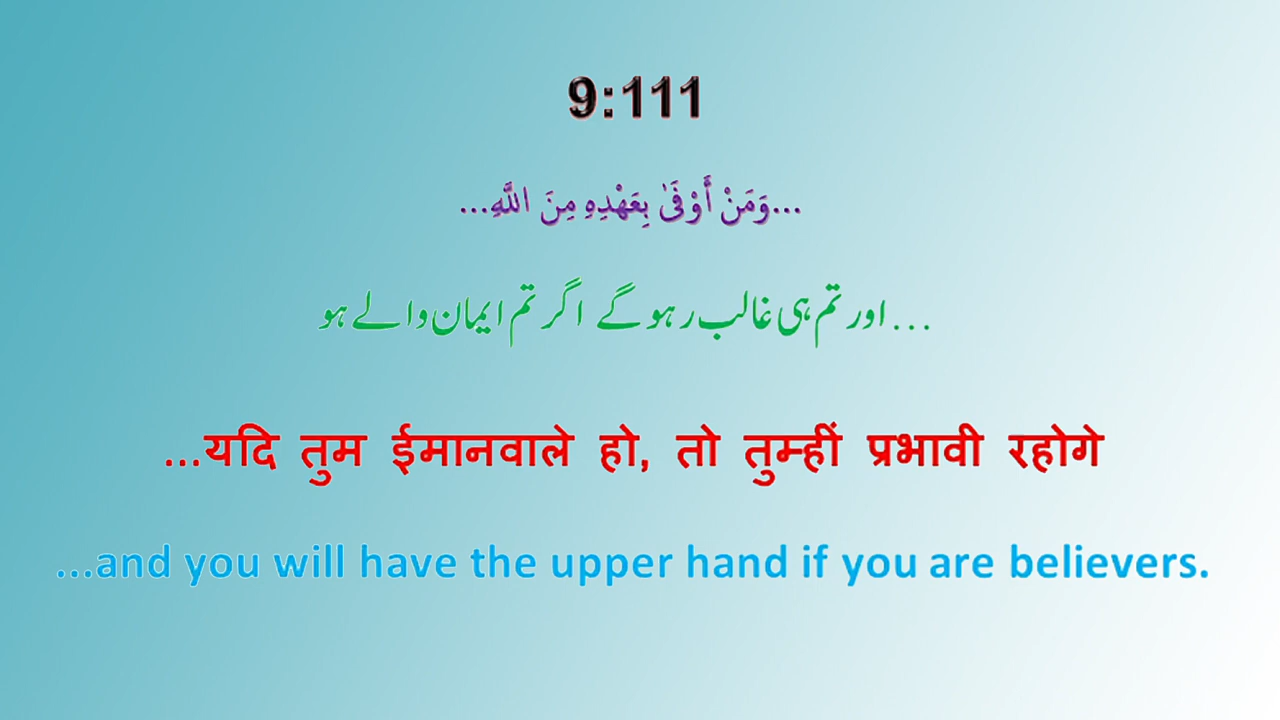 9:111
...وَمَنْ أَوْفَىٰ بِعَهْدِهِ مِنَ اللَّهِ...
...اور تم ہی غالب رہو گے اگر تم ایمان والے ہو
...यदि तुम ईमानवाले हो, तो तुम्हीं प्रभावी रहोगे
...and you will have the upper hand if you are believers.